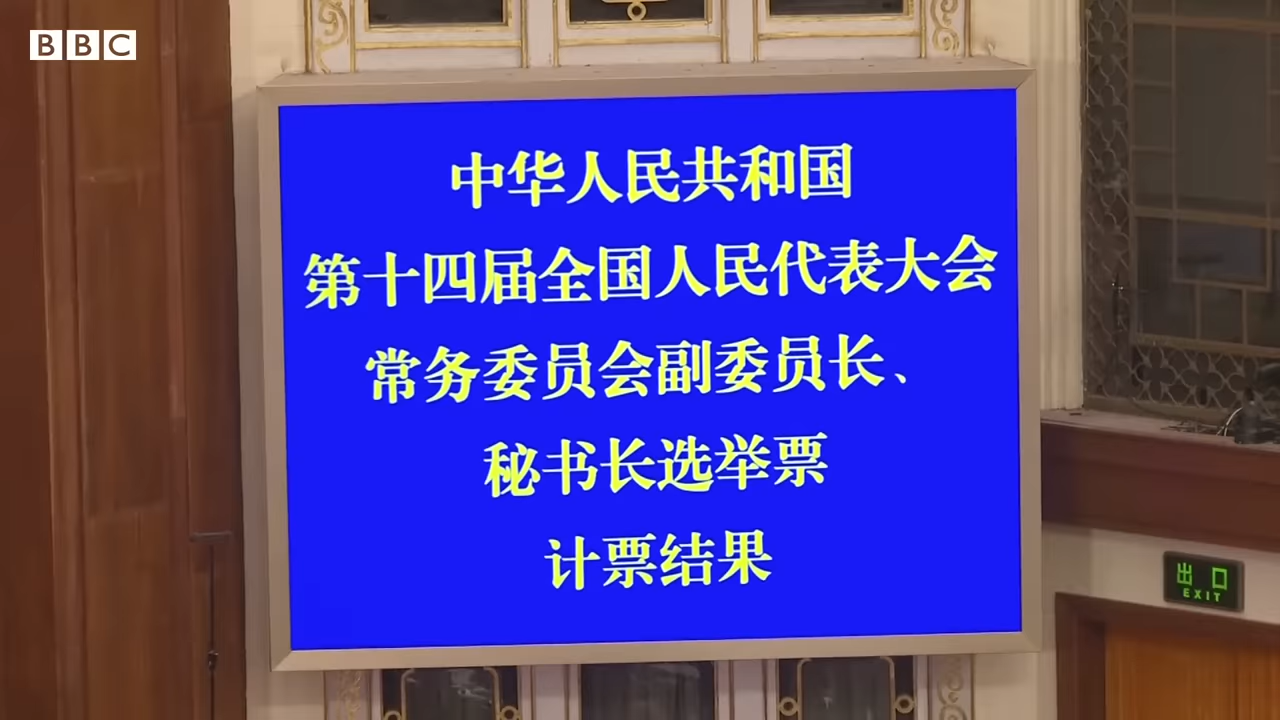 BBC
中华人民共和国
第十四届全国人民代表大会
常务委员会副委员长、
秘书长选举票
计票结果
出口
EXIT